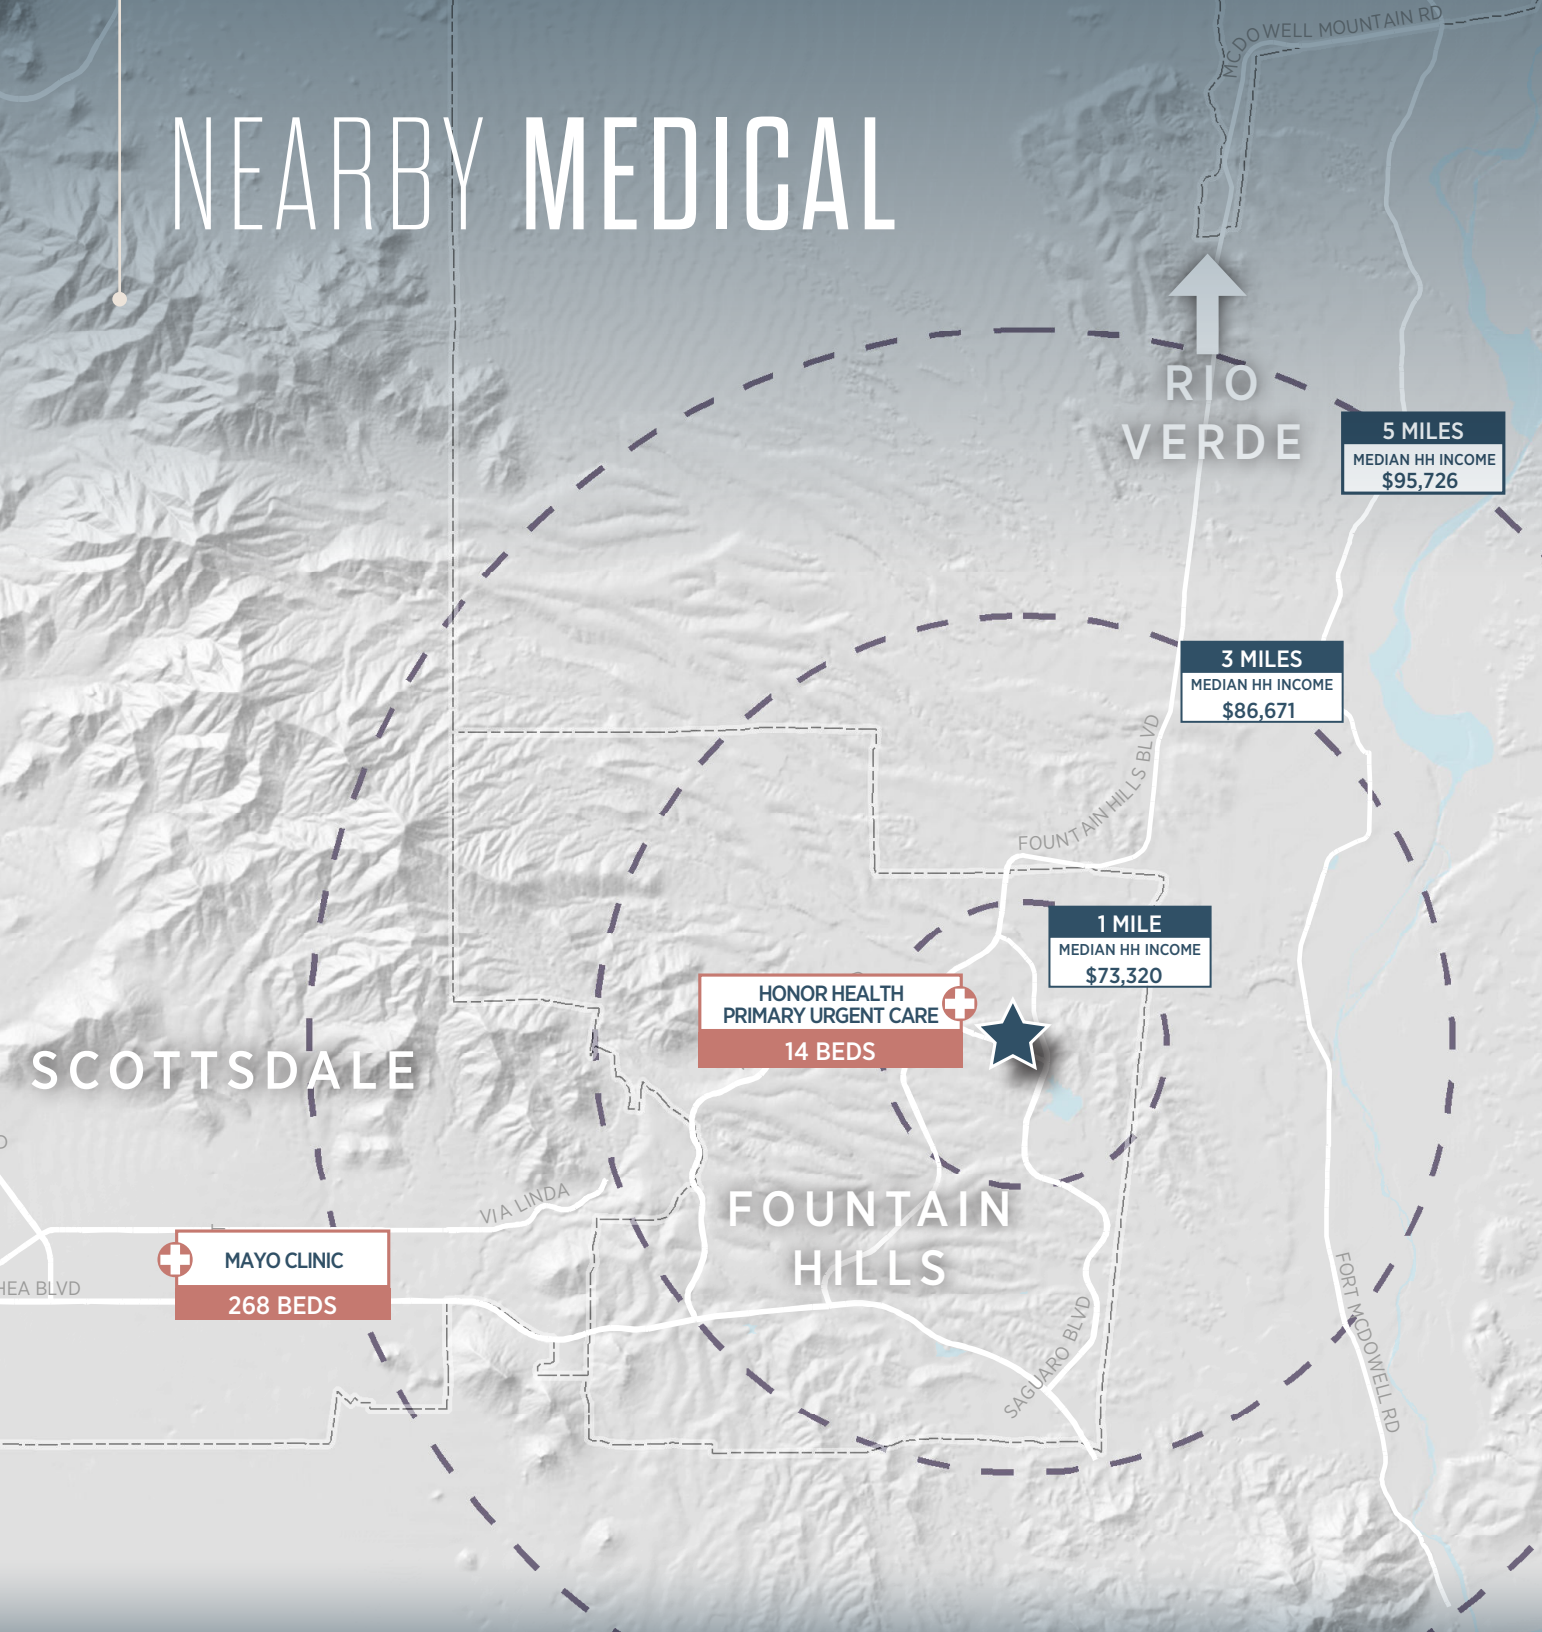 MCDOWELL MOUNTAIN RD
NEARBY MEDICAL
RIO
VERDE
5 MILES
MEDIAN HH INCOME
$95,726
3 MILES
MEDIAN HH INCOME
$86,671
FOUNTAIN HILLS BLVD
1 MILE
MEDIAN HH INCOME
$73,320
HONOR HEALTH
PRIMARY URGENT CARE
14 BEDS
SCOTTSDALE
VIA LINDA
FOUNTAIN
HILLS
MAYO CLINIC
268 BEDS
HEA BLVD
SAGUARO BLVD
FORT MCDOWELL RD